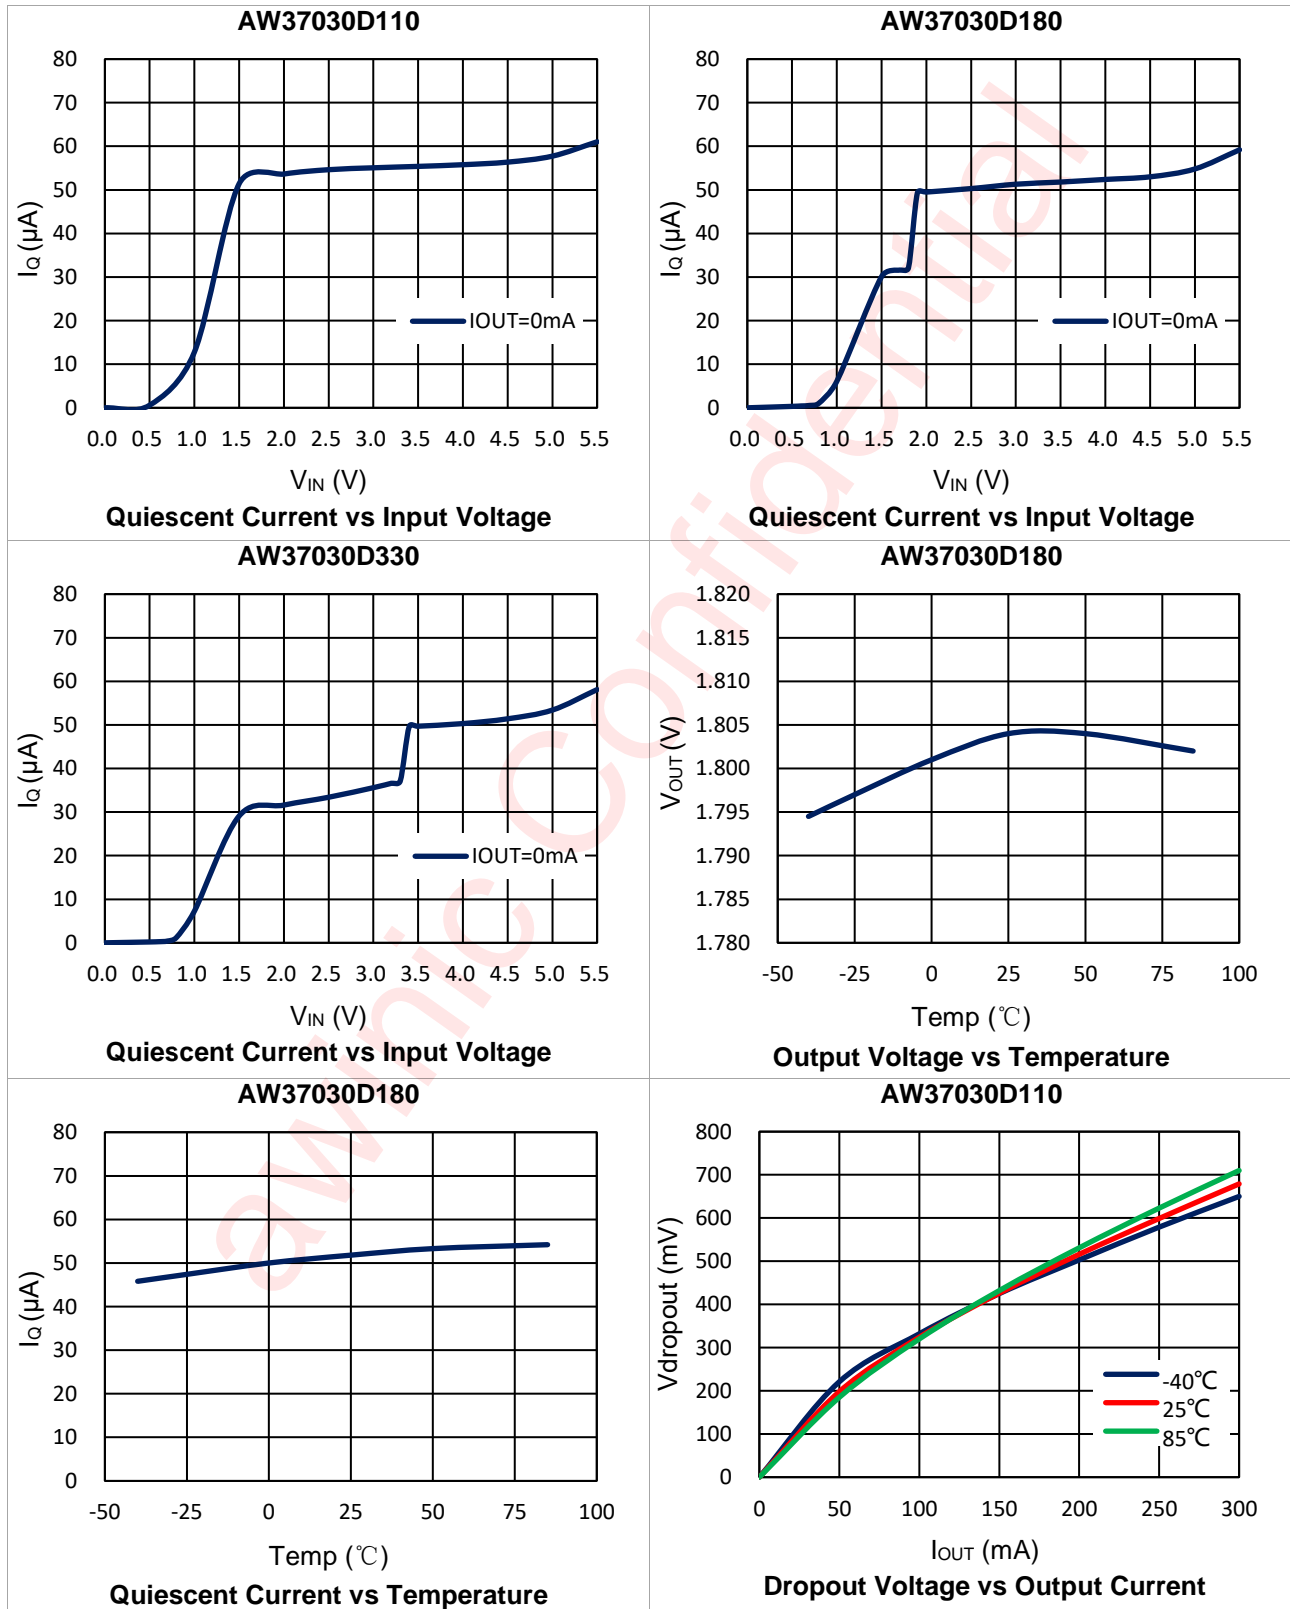 AW37030D110
80
70
60
50
40
30
20
10
0
IQ (µA)
IOUT=0mA
0.0 0.5 1.0 1.5 2.0 2.5 3.0 3.5 4.0 4.5 5.0 5.5
VIN (V)
Quiescent Current vs Input Voltage
AW37030D180
80
70
60
50
40
30
20
10
0
IQ (µA)
IOUT=0mA
0.0 0.5 1.0 1.5 2.0 2.5 3.0 3.5 4.0 4.5 5.0 5.5
VIN (V)
Quiescent Current vs Input Voltage
AW37030D330
80
70
60
50
40
30
20
10
0
IQ (µA)
IOUT=0mA
0.0 0.5 1.0 1.5 2.0 2.5 3.0 3.5 4.0 4.5 5.0 5.5
VIN (V)
Quiescent Current vs Input Voltage
AW37030D180
1.820
1.815
1.810
1.805
1.800
1.795
1.790
1.785
1.780
VOUT (V)
-50 -25 0 25 50 75 100
Temp (℃)
Output Voltage vs Temperature
AW37030D180
80
70
60
50
40
30
20
10
0
IQ (µA)
-50 -25 0 25 50 75 100
Temp (℃)
Quiescent Current vs Temperature
AW37030D110
800
700
600
500
400
300
200
100
0
Vdropout (mV)
-40℃
25℃
85℃
0 50 100 150 200 250 300
IOUT (mA)
Dropout Voltage vs Output Current
awinic Confidential